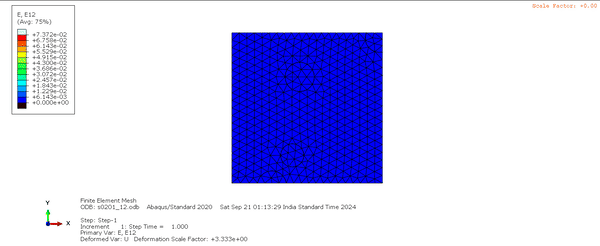 Scale Factor: +0.00
E, E12
(Avg: 75%)
+7.372e-02
+6.758e-02
+6.143e-02
+5.529e-02
+4.915e-02
+4.300e-02
+3.686e-02
+3.072e-02
+2.457e-02
+1.843e-02
+1.229e-02
+6.143e-03
+0.000e+00
Finite Element Mesh
ODB: s0201_12.odb Abaqus/Standard 2020 Sat Sep 21 01:13:29 India Standard Time 2024
Y
X
Step: Step-1
Increment 1: Step Time = 1.000
Primary Var: E, E12
Deformed Var: U Deformation Scale Factor: +3.333e+00